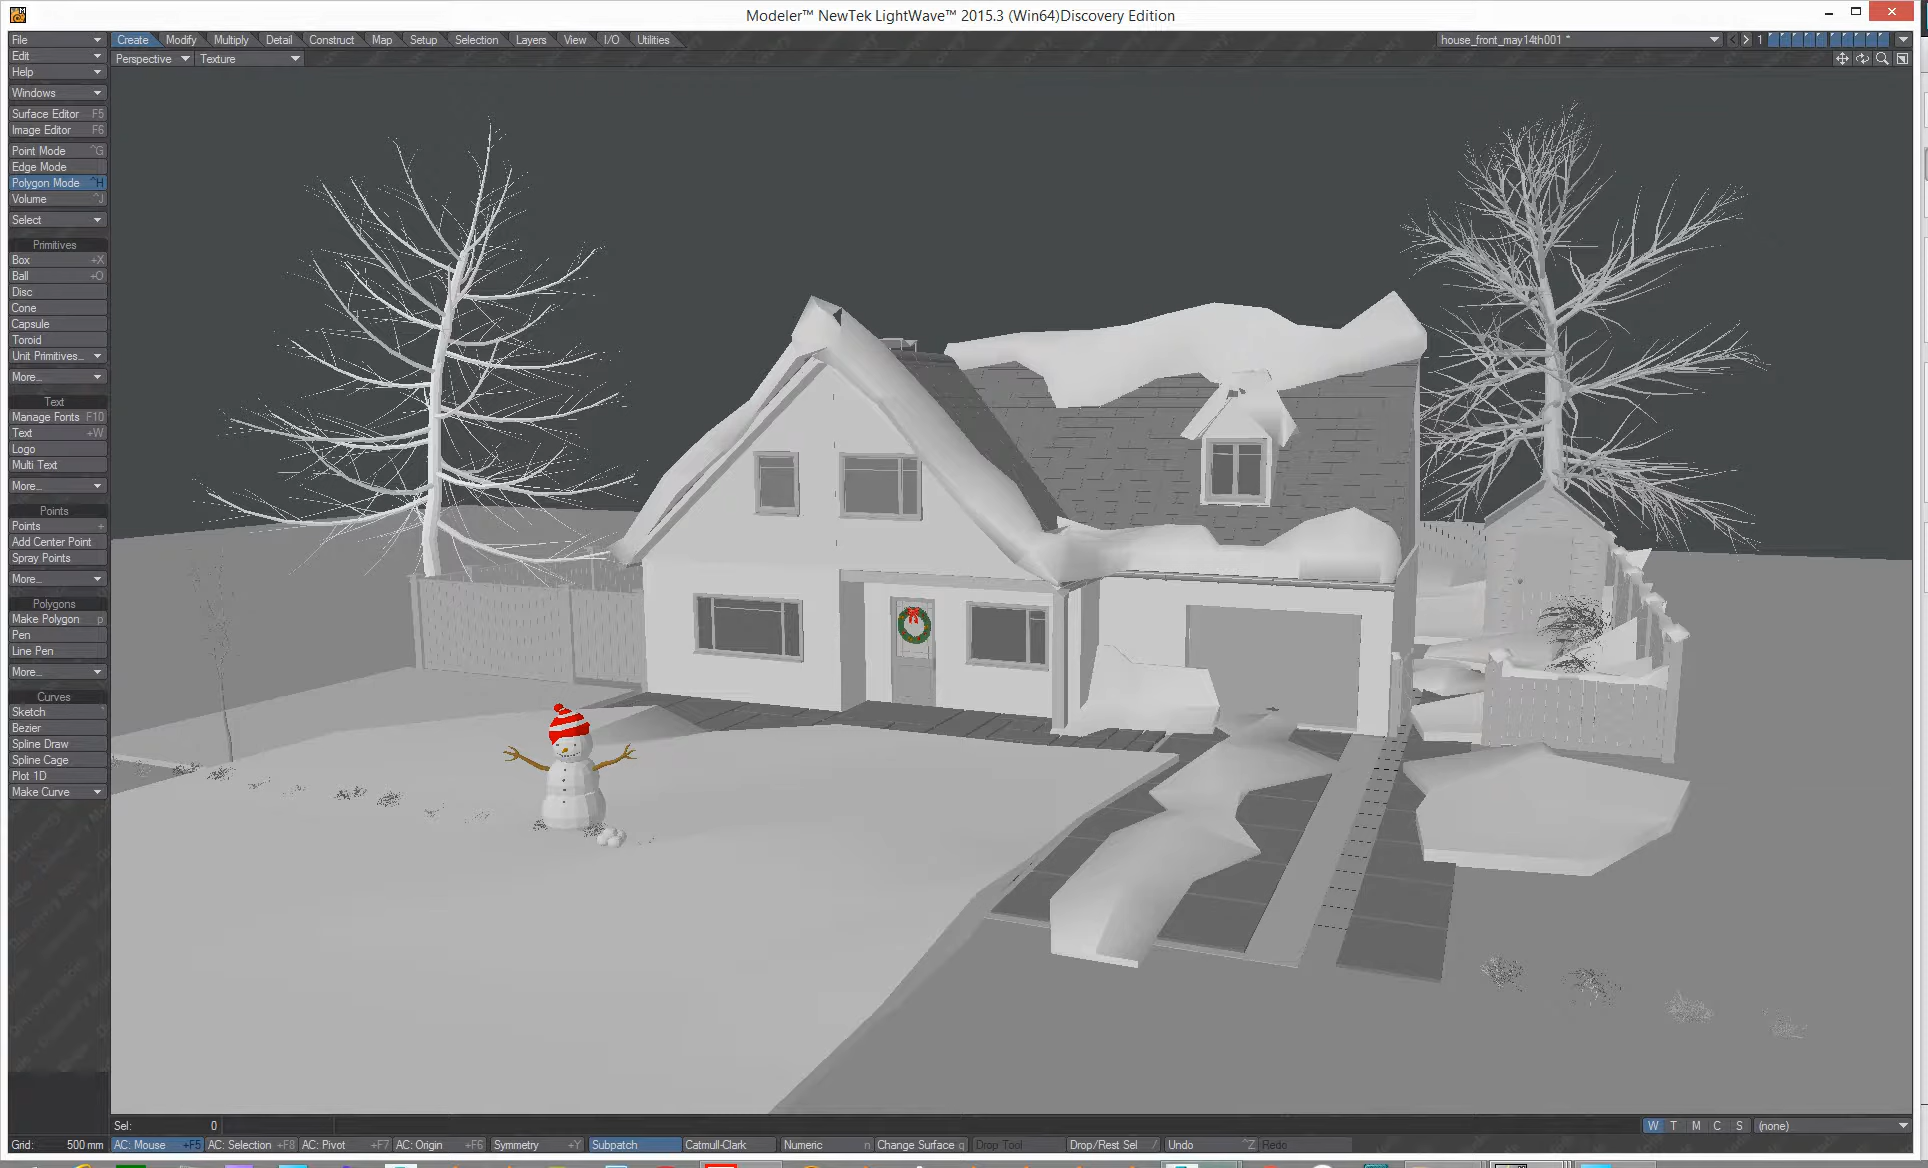 Modeler™ NewTek LightWave™ 2015.3 (Win64)Discovery Edition
File
Edit
Help
Windows
Surface Editor F5
Image Editor F6
Point Mode ^G
Edge Mode
Polygon Mode ^H
Volume ^J
Select
Primitives
Box +X
Ball +O
Disc
Cone
Capsule
Toroid
Unit Primitives...
More...
Text
Manage Fonts F10
Text +W
Logo
Multi Text
More...
Points
Points +
Add Center Point
Spray Points
More...
Polygons
Make Polygon p
Pen
Line Pen
More...
Curves
Sketch `
Bezier
Spline Draw
Spline Cage
Plot 1D
Make Curve
Create Modify Multiply Detail Construct Map Setup Selection Layers View I/O Utilities
house_front_may14th001 * < > 1
Perspective Texture
Sel: 0
W T M C S (none)
Grid: 500 mm AC: Mouse +F5 AC: Selection +F8 AC: Pivot +F7 AC: Origin +F6 Symmetry +Y Subpatch Catmull-Clark Numeric n Change Surface q Drop Tool Drop/Rest Sel / Undo ^Z Redo